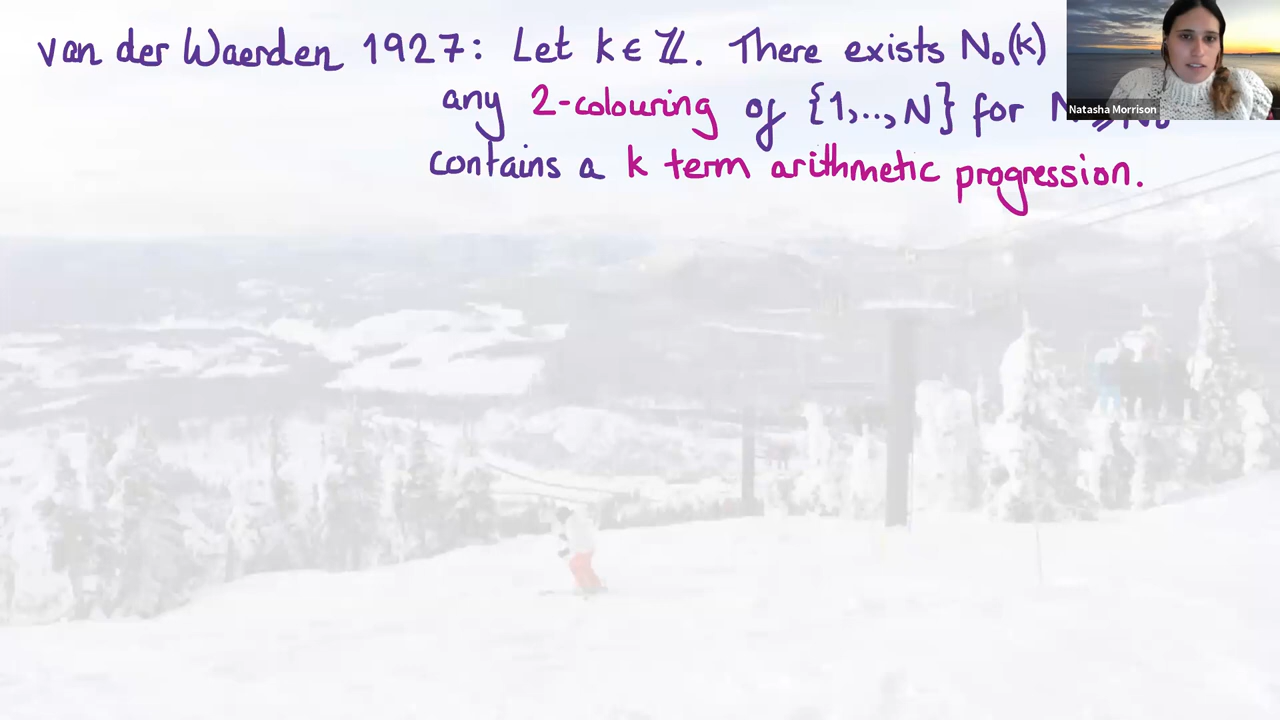 van der Waerden 1927: Let k ∈ ℤ. There exists N₀(k)
any 2-colouring of {1,..,N} for N ≥ N₀
contains a k term arithmetic progression.
Natasha Morrison